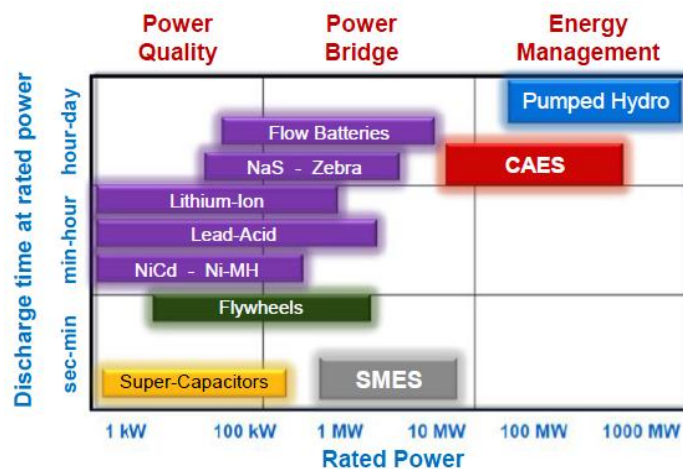 Power Quality
Power Bridge
Energy Management
Discharge time at rated power
hour-day
min-hour
sec-min
Pumped Hydro
Flow Batteries
NaS - Zebra
CAES
Lithium-Ion
Lead-Acid
NiCd - Ni-MH
Flywheels
Super-Capacitors
SMES
1 kW
100 kW
1 MW
10 MW
100 MW
1000 MW
Rated Power